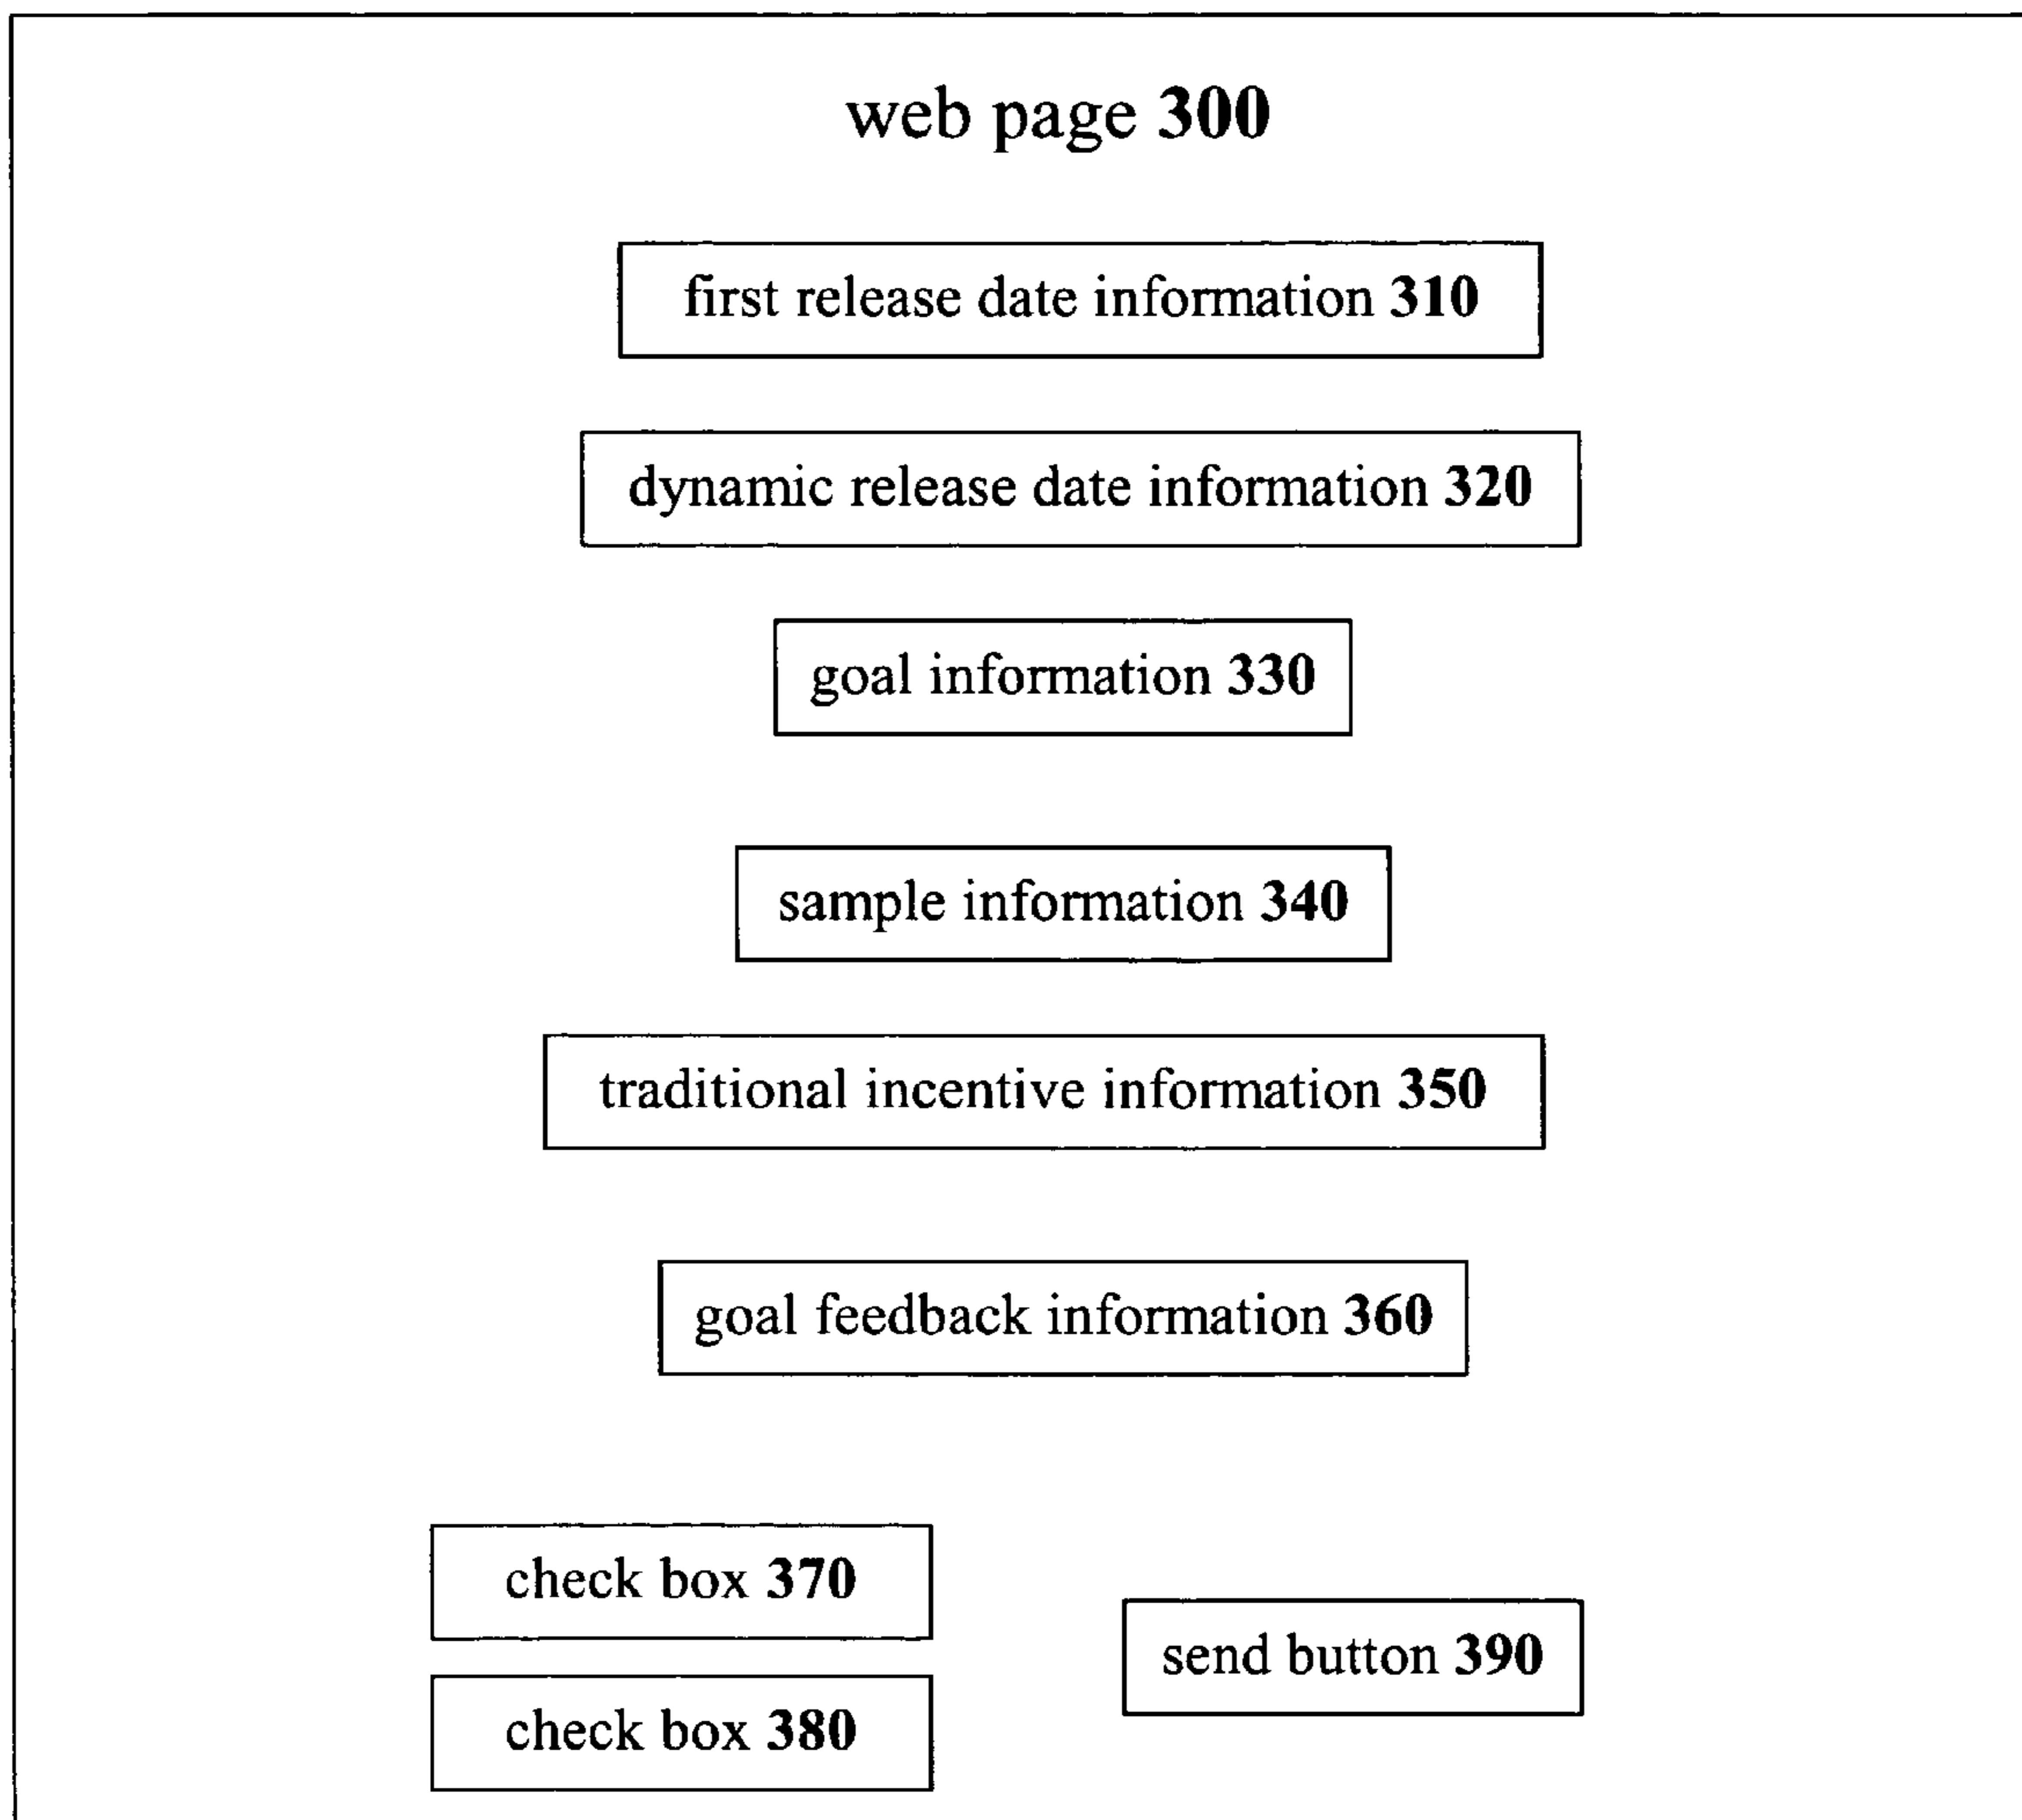 web page 300
first release date information 310
dynamic release date information 320
goal information 330
sample information 340
traditional incentive information 350
goal feedback information 360
check box 370
send button 390
check box 380